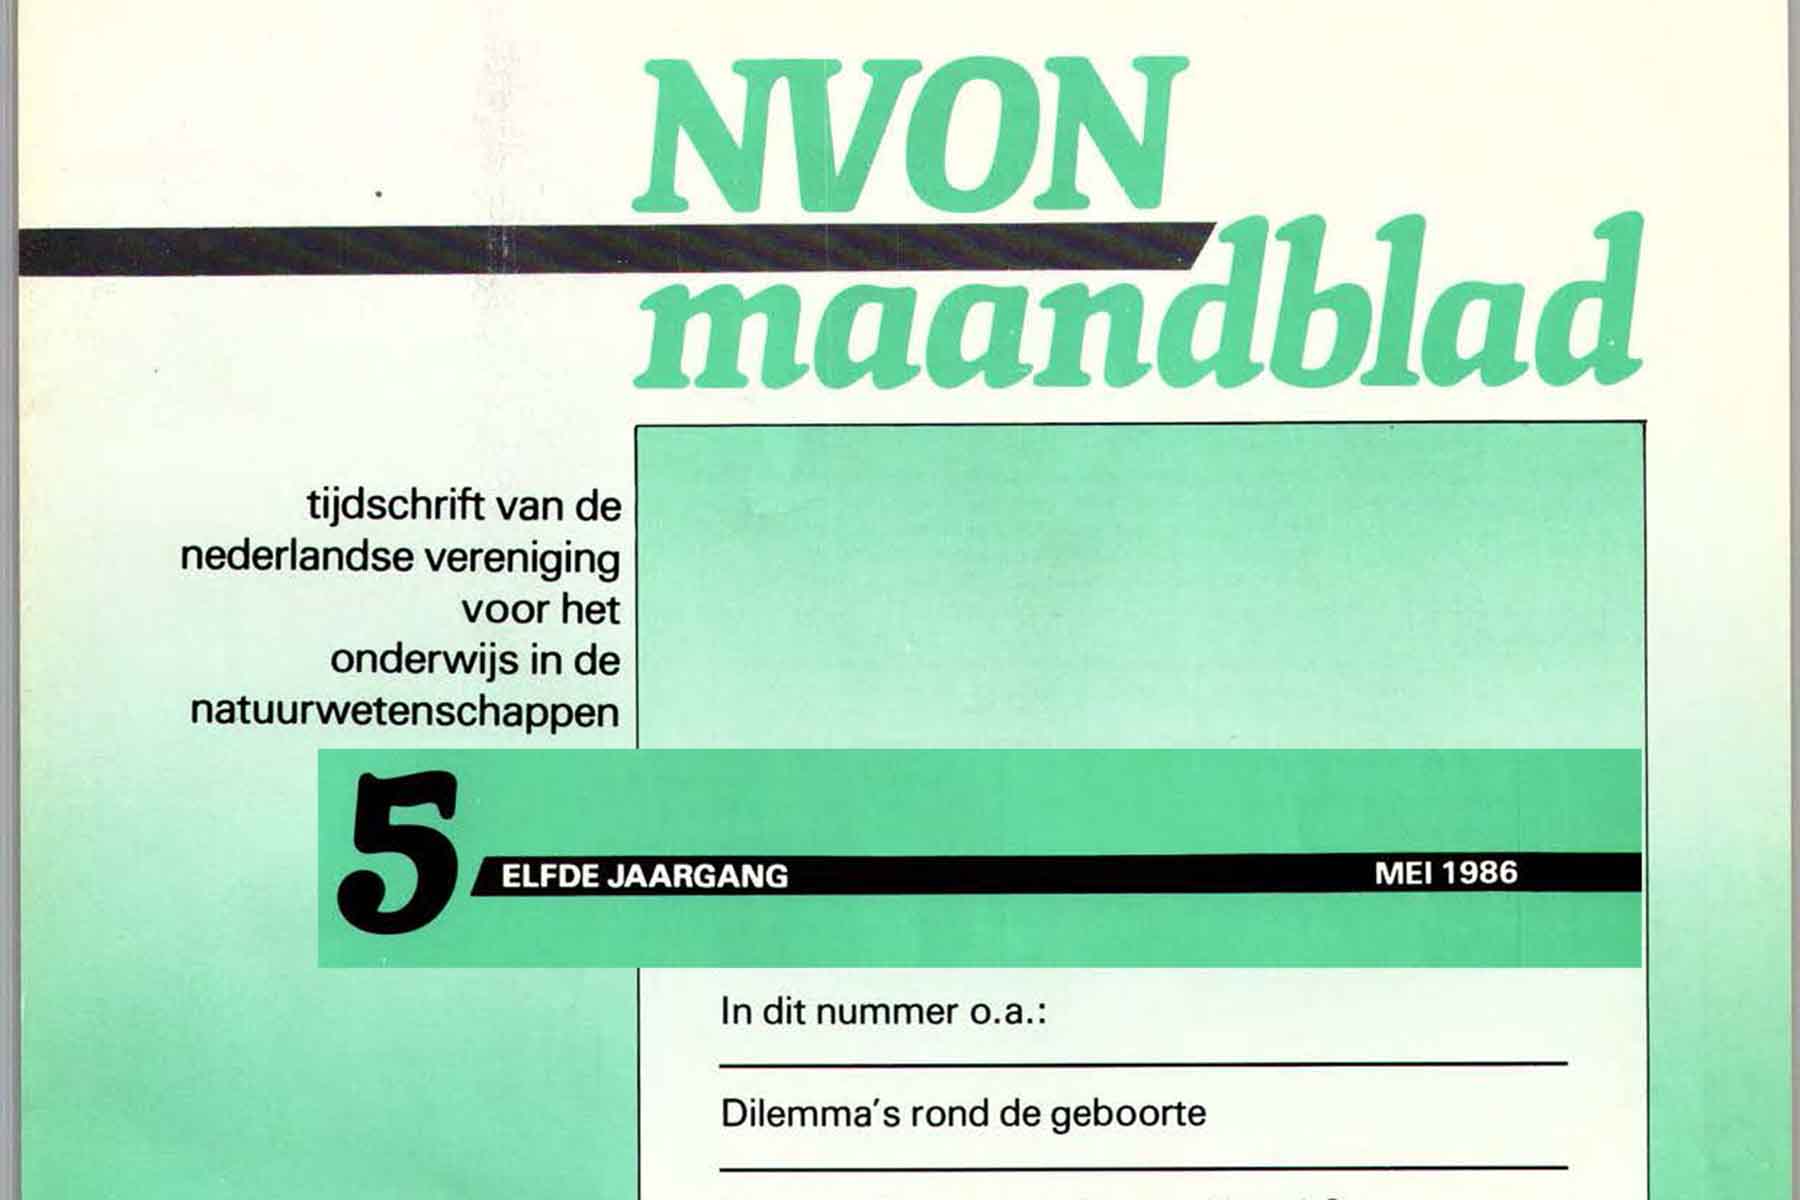 NVON
maandblad
tijdschrift van de
nederlandse vereniging
voor het
onderwijs in de
natuurwetenschappen
5
ELFDE JAARGANG
MEI 1986
In dit nummer o.a.:
Dilemma's rond de geboorte